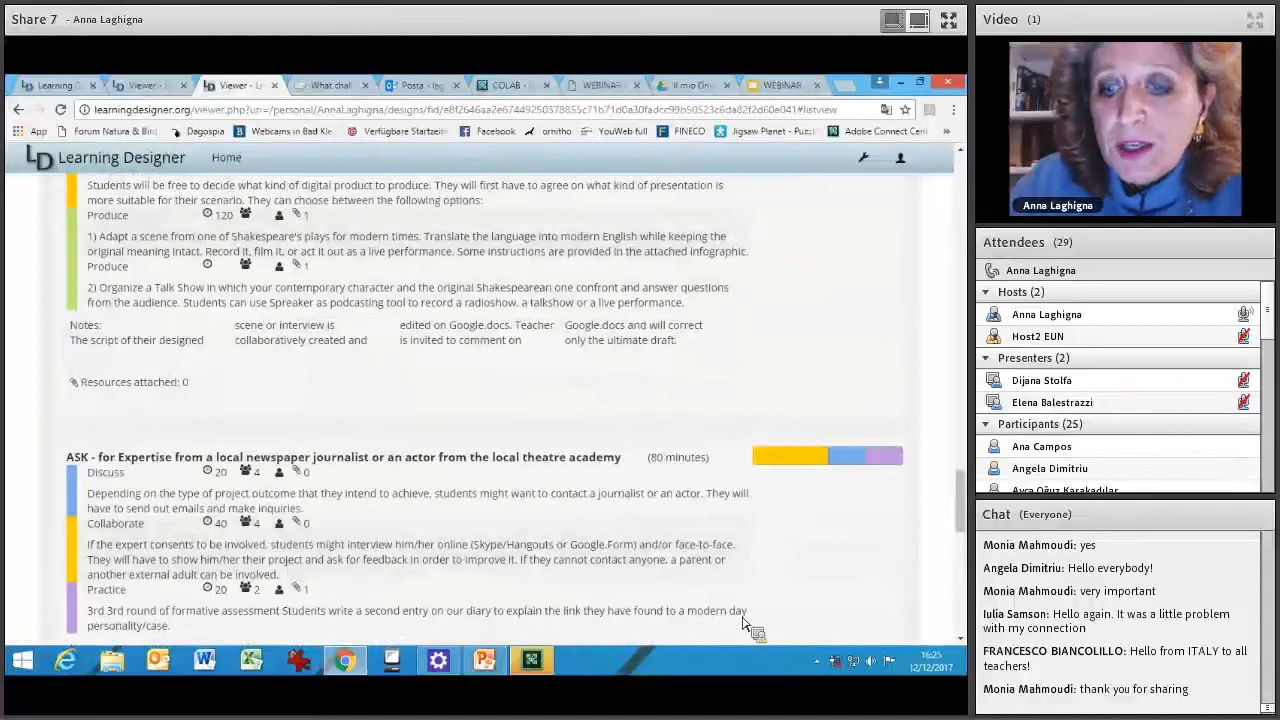 Share 7 - Anna Laghigna
Video (1)
Learning D
Viewer - L
Viewer - L
What chall
Posta - lag
COLAB -
WEBINAR
Il mio Driv
WEBINAR
App
Forum Natura & Bird
Dagospia
Webcams in Bad Kle
Verfügbare Startzeite
Facebook
ornitho
YouWeb full
FINECO
Jigsaw Planet - Puzzl
Adobe Connect Cent
»
LD Learning Designer
Home
Students will be free to decide what kind of digital product to produce. They will first have to agree on what kind of presentation is
more suitable for their scenario. They can choose between the following options:
Produce 120 1
1) Adapt a scene from one of Shakespeare's plays for modern times. Translate the language into modern English while keeping the
original meaning intact. Record it, film it, or act it out as a live performance. Some instructions are provided in the attached infographic.
Produce 1
2) Organize a Talk Show in which your contemporary character and the original Shakespearean one confront and answer questions
from the audience. Students can use Spreaker as podcasting tool to record a radioshow, a talkshow or a live performance.
Notes:
The script of their designed
scene or interview is
collaboratively created and
edited on Google.docs. Teacher
is invited to comment on
Google.docs and will correct
only the ultimate draft.
Resources attached: 0
ASK - for Expertise from a local newspaper journalist or an actor from the local theatre academy (80 minutes)
Discuss 20 4 0
Depending on the type of project outcome that they intend to achieve, students might want to contact a journalist or an actor. They will
have to send out emails and make inquiries.
Collaborate 40 4 0
If the expert consents to be involved, students might interview him/her online (Skype/Hangouts or Google.Form) and/or face-to-face.
They will have to show him/her their project and ask for feedback in order to improve it. If they cannot contact anyone, a parent or
another external adult can be involved.
Practice 20 2 1
3rd 3rd round of formative assessment Students write a second entry on our diary to explain the link they have found to a modern day
personality/case.
16:25
12/12/2017
Anna Laghigna
Attendees (29)
Anna Laghigna
Hosts (2)
Anna Laghigna
Host2 EUN
Presenters (2)
Dijana Stolfa
Elena Balestrazzi
Participants (25)
Ana Campos
Angela Dimitriu
Ayça Oğuz Karakadılar
Chat (Everyone)
Monia Mahmoudi: yes
Angela Dimitriu: Hello everybody!
Monia Mahmoudi: very important
Iulia Samson: Hello again. It was a little problem
with my connection
FRANCESCO BIANCOLILLO: Hello from ITALY to all
teachers!
Monia Mahmoudi: thank you for sharing